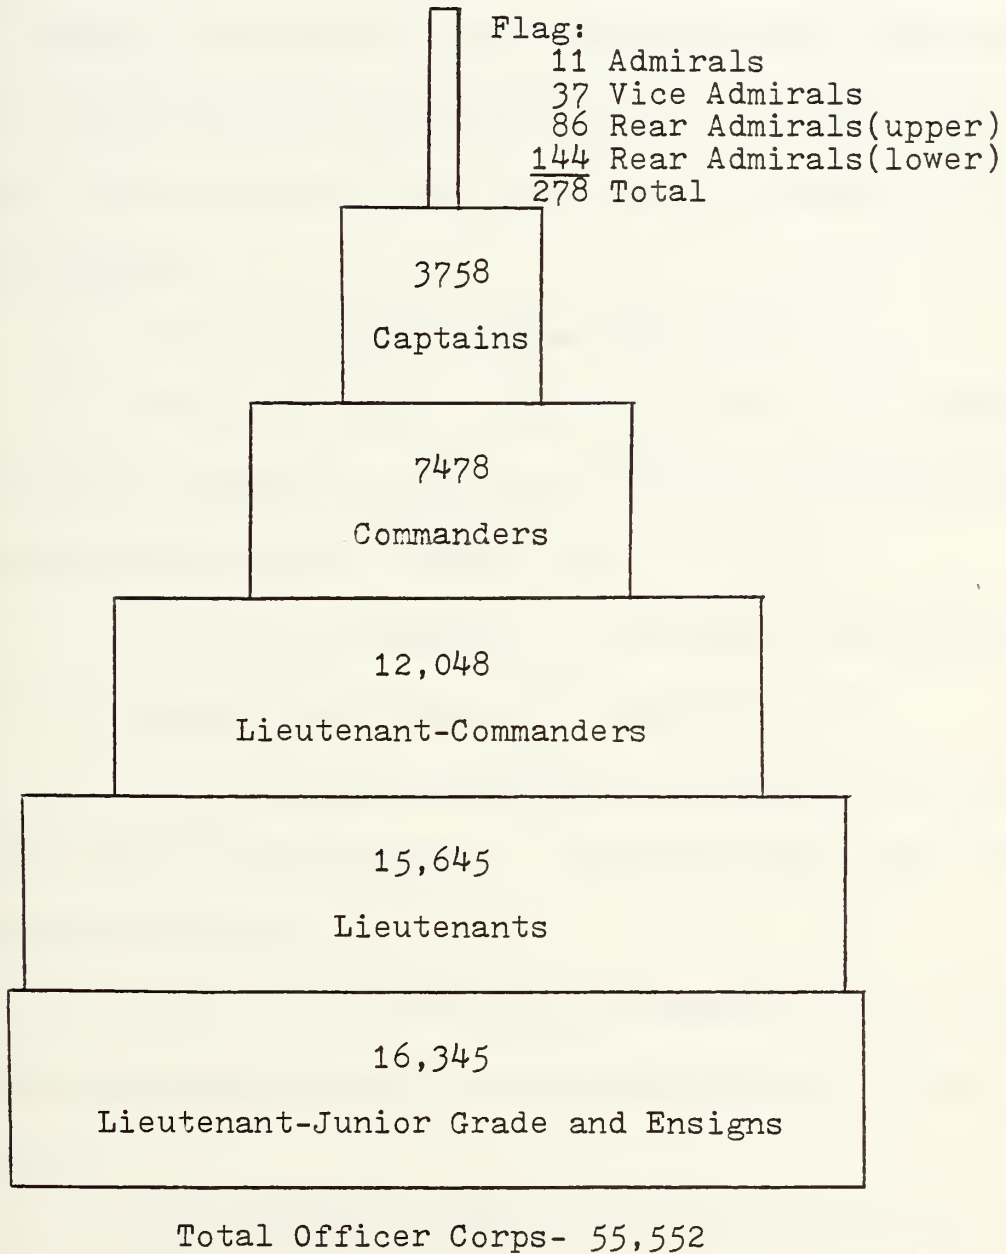 Flag:
11 Admirals
37 Vice Admirals
86 Rear Admirals(upper)
144 Rear Admirals(lower)
278 Total
3758
Captains
7478
Commanders
12,048
Lieutenant-Commanders
15,645
Lieutenants
16,345
Lieutenant-Junior Grade and Ensigns
Total Officer Corps- 55,552